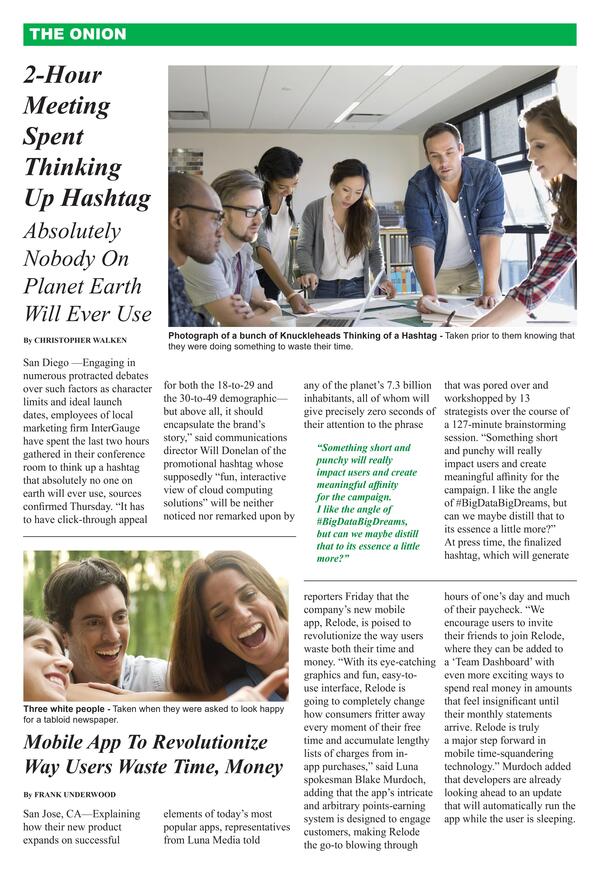 THE ONION
2-Hour
Meeting
Spent
Thinking
Up Hashtag
Absolutely
Nobody On
Planet Earth
Will Ever Use
By CHRISTOPHER WALKEN
Photograph of a bunch of Knuckleheads Thinking of a Hashtag - Taken prior to them knowing that
they were doing something to waste their time.
San Diego —Engaging in
numerous protracted debates
over such factors as character
limits and ideal launch
dates, employees of local
marketing firm InterGauge
have spent the last two hours
gathered in their conference
room to think up a hashtag
that absolutely no one on
earth will ever use, sources
confirmed Thursday. “It has
to have click-through appeal
for both the 18-to-29 and
the 30-to-49 demographic—
but above all, it should
encapsulate the brand’s
story,” said communications
director Will Donelan of the
promotional hashtag whose
supposedly “fun, interactive
view of cloud computing
solutions” will be neither
noticed nor remarked upon by
any of the planet’s 7.3 billion
inhabitants, all of whom will
give precisely zero seconds of
their attention to the phrase
“Something short and
punchy will really
impact users and create
meaningful affinity
for the campaign.
I like the angle of
#BigDataBigDreams,
but can we maybe distill
that to its essence a little
more?”
that was pored over and
workshopped by 13
strategists over the course of
a 127-minute brainstorming
session. “Something short
and punchy will really
impact users and create
meaningful affinity for the
campaign. I like the angle
of #BigDataBigDreams, but
can we maybe distill that to
its essence a little more?”
At press time, the finalized
hashtag, which will generate
Three white people - Taken when they were asked to look happy
for a tabloid newspaper.
Mobile App To Revolutionize
Way Users Waste Time, Money
By FRANK UNDERWOOD
San Jose, CA—Explaining
how their new product
expands on successful
elements of today’s most
popular apps, representatives
from Luna Media told
reporters Friday that the
company’s new mobile
app, Relode, is poised to
revolutionize the way users
waste both their time and
money. “With its eye-catching
graphics and fun, easy-to-
use interface, Relode is
going to completely change
how consumers fritter away
every moment of their free
time and accumulate lengthy
lists of charges from in-
app purchases,” said Luna
spokesman Blake Murdoch,
adding that the app’s intricate
and arbitrary points-earning
system is designed to engage
customers, making Relode
the go-to blowing through
hours of one’s day and much
of their paycheck. “We
encourage users to invite
their friends to join Relode,
where they can be added to
a ‘Team Dashboard’ with
even more exciting ways to
spend real money in amounts
that feel insignificant until
their monthly statements
arrive. Relode is truly
a major step forward in
mobile time-squandering
technology.” Murdoch added
that developers are already
looking ahead to an update
that will automatically run the
app while the user is sleeping.